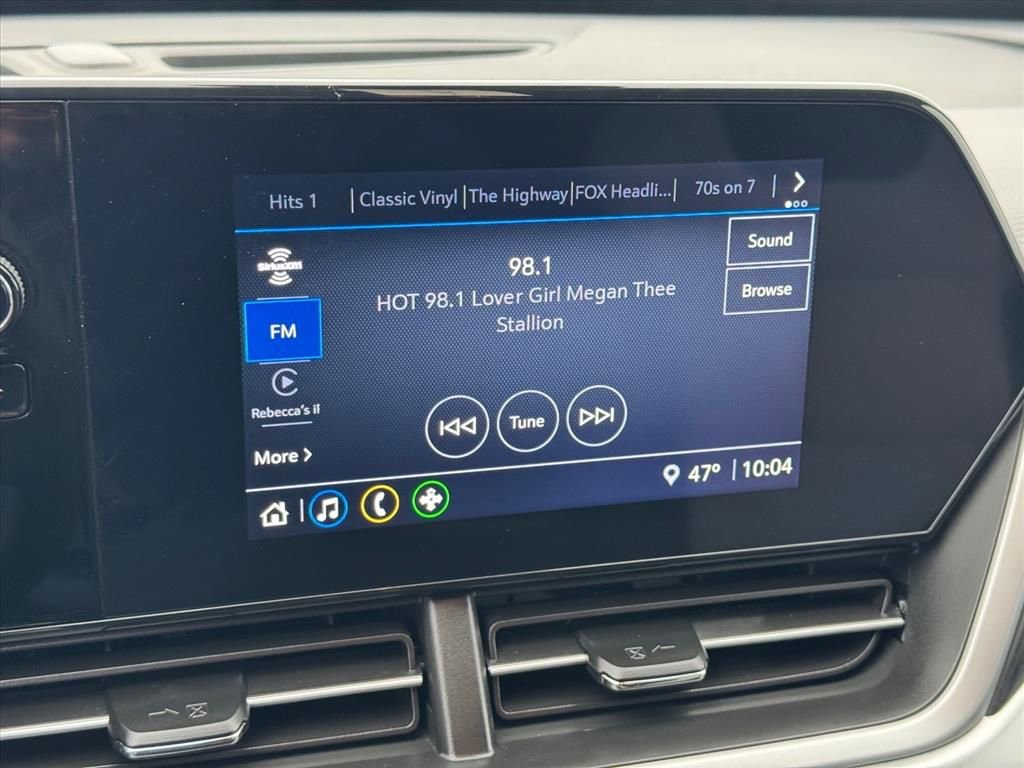 Hits 1
Classic Vinyl
The Highway
FOX Headli...
70s on 7
SiriusXM
FM
Rebecca's
More
98.1
HOT 98.1 Lover Girl Megan Thee
Stallion
Sound
Browse
Tune
47°
10:04